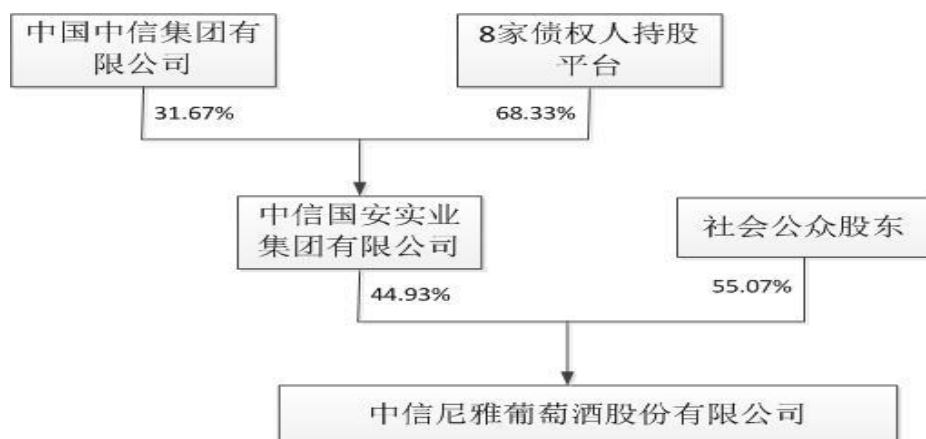 中国中信集团有
限公司
8家债权人持股
平台
31.67%
68.33%
中信国安实业
集团有限公司
社会公众股东
44.93%
55.07%
中信尼雅葡萄酒股份有限公司